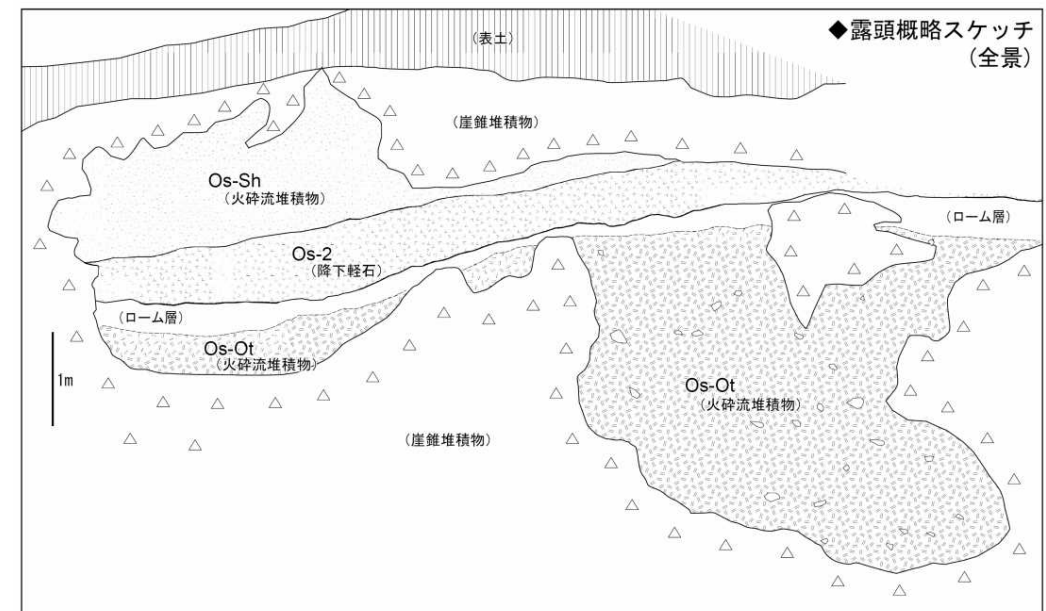 ◆露頭概略スケッチ
(全景)
(表土)
(崖錐堆積物)
Os-Sh
(火砕流堆積物)
(ローム層)
Os-2
(降下軽石)
(ローム層)
Os-Ot
(火砕流堆積物)
1m
Os-Ot
(火砕流堆積物)
(崖錐堆積物)